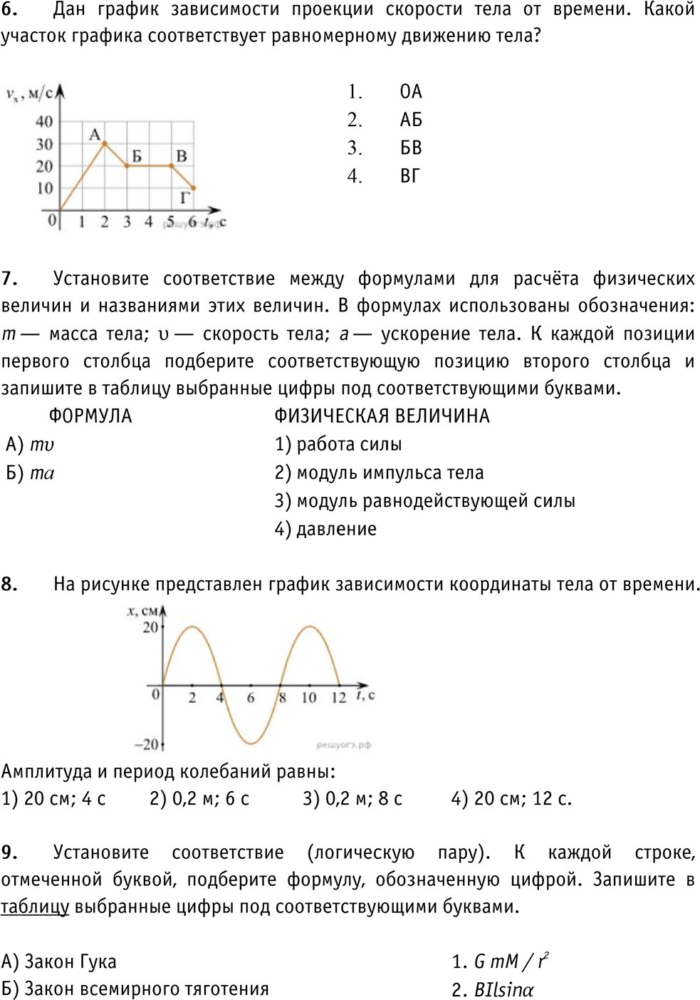 6. Дан график зависимости проекции скорости тела от времени. Какой
участок графика соответствует равномерному движению тела?
vₓ, м/с
40
30
20
10
0 1 2 3 4 5 6 t, с
А
Б
В
Г
решуогэ.рф
1. ОА
2. АБ
3. БВ
4. ВГ
7. Установите соответствие между формулами для расчёта физических
величин и названиями этих величин. В формулах использованы обозначения:
m — масса тела; υ — скорость тела; a — ускорение тела. К каждой позиции
первого столбца подберите соответствующую позицию второго столбца и
запишите в таблицу выбранные цифры под соответствующими буквами.
ФОРМУЛА ФИЗИЧЕСКАЯ ВЕЛИЧИНА
А) mυ 1) работа силы
Б) ma 2) модуль импульса тела
3) модуль равнодействующей силы
4) давление
8. На рисунке представлен график зависимости координаты тела от времени.
x, см
20
0 2 4 6 8 10 12 t, с
–20
решуогэ.рф
Амплитуда и период колебаний равны:
1) 20 см; 4 с 2) 0,2 м; 6 с 3) 0,2 м; 8 с 4) 20 см; 12 с.
9. Установите соответствие (логическую пару). К каждой строке,
отмеченной буквой, подберите формулу, обозначенную цифрой. Запишите в
таблицу выбранные цифры под соответствующими буквами.
А) Закон Гука 1. G mM / r²
Б) Закон всемирного тяготения 2. BIlsinα